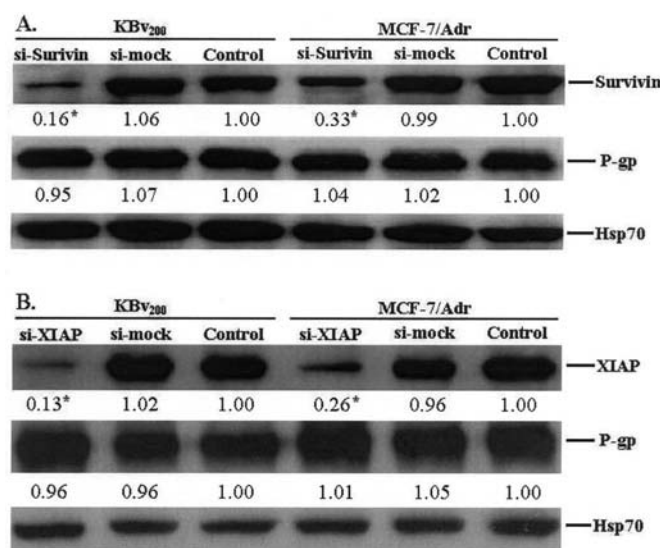 A. KBv200 MCF-7/Adr
si-Surivin si-mock Control si-Survivin si-mock Control
Survivin
0.16* 1.06 1.00 0.33* 0.99 1.00
P-gp
0.95 1.07 1.00 1.04 1.02 1.00
Hsp70
B. KBv200 MCF-7/Adr
si-XIAP si-mock Control si-XIAP si-mock Control
XIAP
0.13* 1.02 1.00 0.26* 0.96 1.00
P-gp
0.96 0.96 1.00 1.01 1.05 1.00
Hsp70